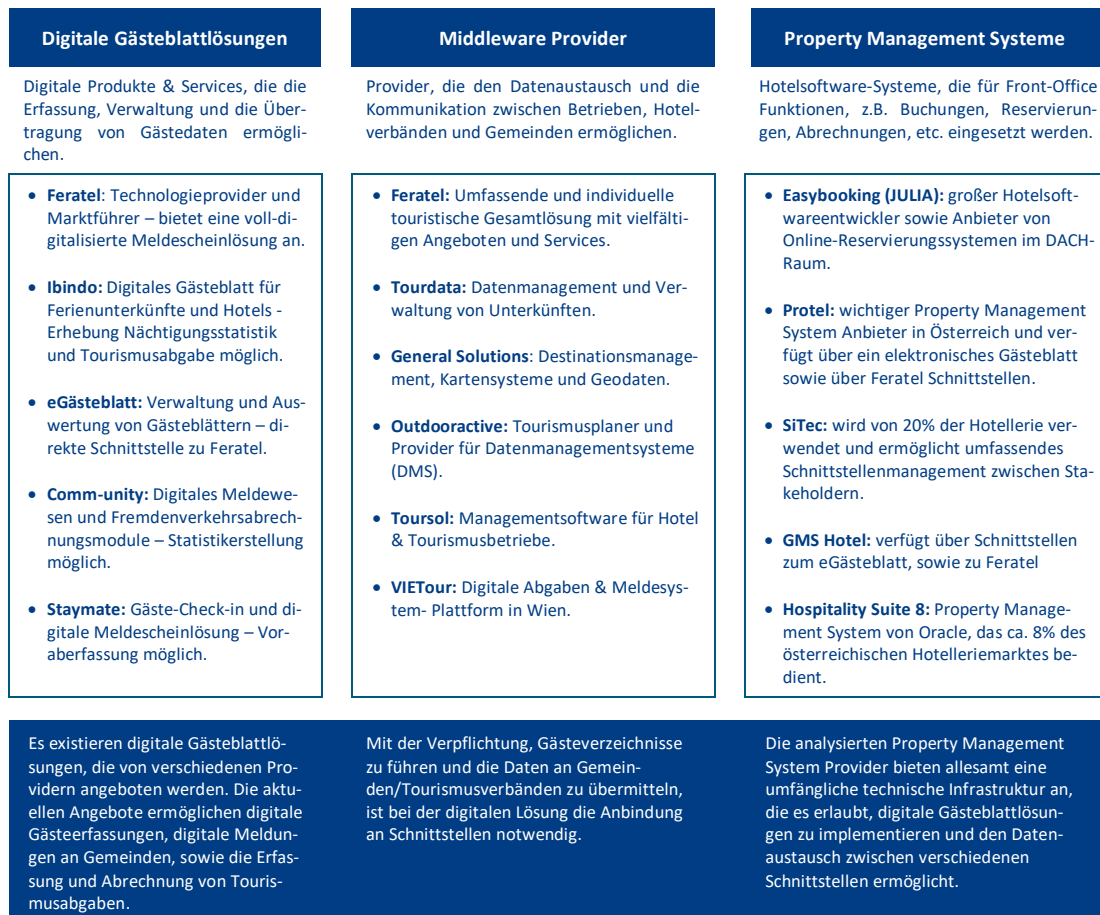 Digitale Gästeblattlösungen
Digitale Produkte & Services, die die
Erfassung, Verwaltung und die Über-
tragung von Gästedaten ermögli-
chen.
• Feratel: Technologieprovider und
Marktführer – bietet eine voll-di-
gitalisierte Meldescheinlösung an.
• Ibindo: Digitales Gästeblatt für
Ferienunterkünfte und Hotels -
Erhebung Nächtigungsstatistik
und Tourismusabgabe möglich.
• eGästeblatt: Verwaltung und Aus-
wertung von Gästeblättern – di-
rekte Schnittstelle zu Feratel.
• Comm-unity: Digitales Meldewe-
sen und Fremdenverkehrsabrech-
nungsmodule – Statistikerstellung
möglich.
• Staymate: Gäste-Check-in und di-
gitale Meldescheinlösung – Vor-
aberfassung möglich.
Es existieren digitale Gästeblattlö-
sungen, die von verschiedenen Pro-
vidern angeboten werden. Die aktu-
ellen Angebote ermöglichen digitale
Gästeerfassungen, digitale Meldun-
gen an Gemeinden, sowie die Erfas-
sung und Abrechnung von Touris-
musabgaben.
Middleware Provider
Provider, die den Datenaustausch und die
Kommunikation zwischen Betrieben, Hotel-
verbänden und Gemeinden ermöglichen.
• Feratel: Umfassende und individuelle
touristische Gesamtlösung mit vielfälti-
gen Angeboten und Services.
• Tourdata: Datenmanagement und Ver-
waltung von Unterkünften.
• General Solutions: Destinationsmanage-
ment, Kartensysteme und Geodaten.
• Outdooractive: Tourismusplaner und
Provider für Datenmanagementsysteme
(DMS).
• Toursol: Managementsoftware für Hotel
& Tourismusbetriebe.
• VIETour: Digitale Abgaben & Meldesys-
tem- Plattform in Wien.
Mit der Verpflichtung, Gästeverzeichnisse
zu führen und die Daten an Gemein-
den/Tourismusverbänden zu übermitteln,
ist bei der digitalen Lösung die Anbindung
an Schnittstellen notwendig.
Property Management Systeme
Hotelsoftware-Systeme, die für Front-Office
Funktionen, z.B. Buchungen, Reservierun-
gen, Abrechnungen, etc. eingesetzt werden.
• Easybooking (JULIA): großer Hotelsoft-
wareentwickler sowie Anbieter von
Online-Reservierungssystemen im DACH-
Raum.
• Protel: wichtiger Property Management
System Anbieter in Österreich und ver-
fügt über ein elektronisches Gästeblatt
sowie über Feratel Schnittstellen.
• SiTec: wird von 20% der Hotellerie ver-
wendet und ermöglicht umfassendes
Schnittstellenmanagement zwischen Sta-
keholdern.
• GMS Hotel: verfügt über Schnittstellen
zum eGästeblatt, sowie zu Feratel
• Hospitality Suite 8: Property Manage-
ment System von Oracle, das ca. 8% des
österreichischen Hotelleriemarktes be-
dient.
Die analysierten Property Management
System Provider bieten allesamt eine
umfängliche technische Infrastruktur an,
die es erlaubt, digitale Gästeblattlösun-
gen zu implementieren und den Daten-
austausch zwischen verschiedenen
Schnittstellen ermöglicht.